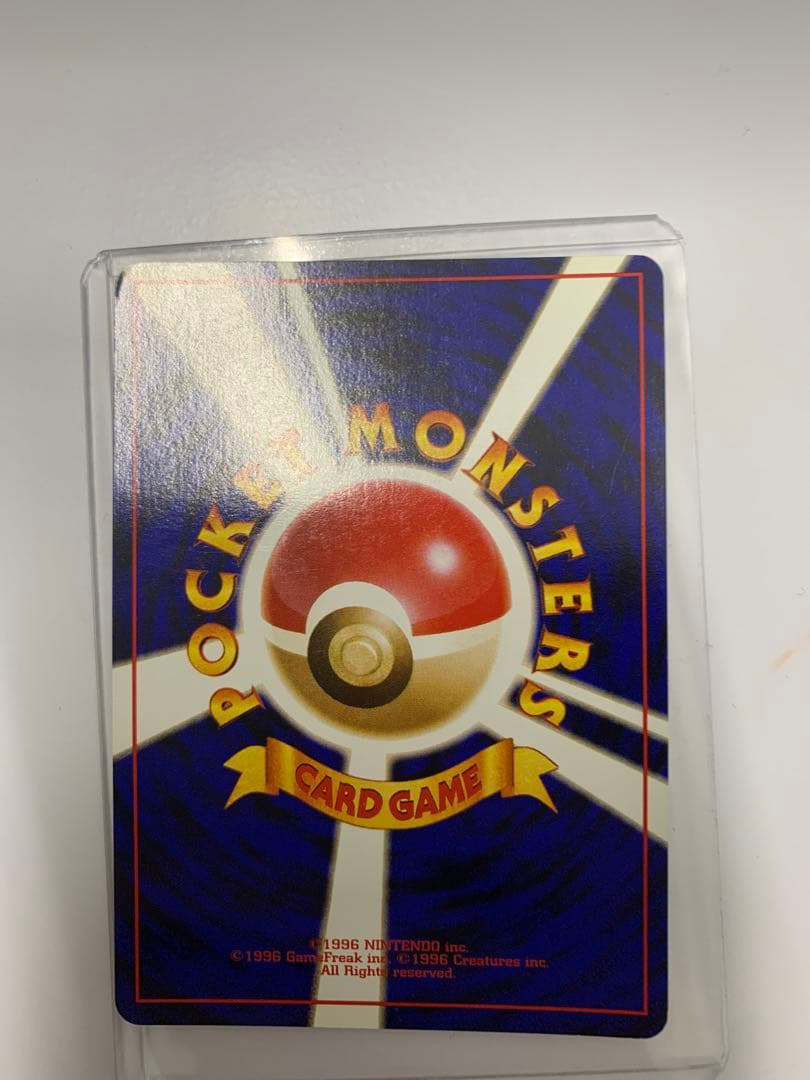 POCKET MONSTERS
CARD GAME
©1996 NINTENDO inc.
©1996 GameFreak inc. ©1996 Creatures inc.
All Rights reserved.